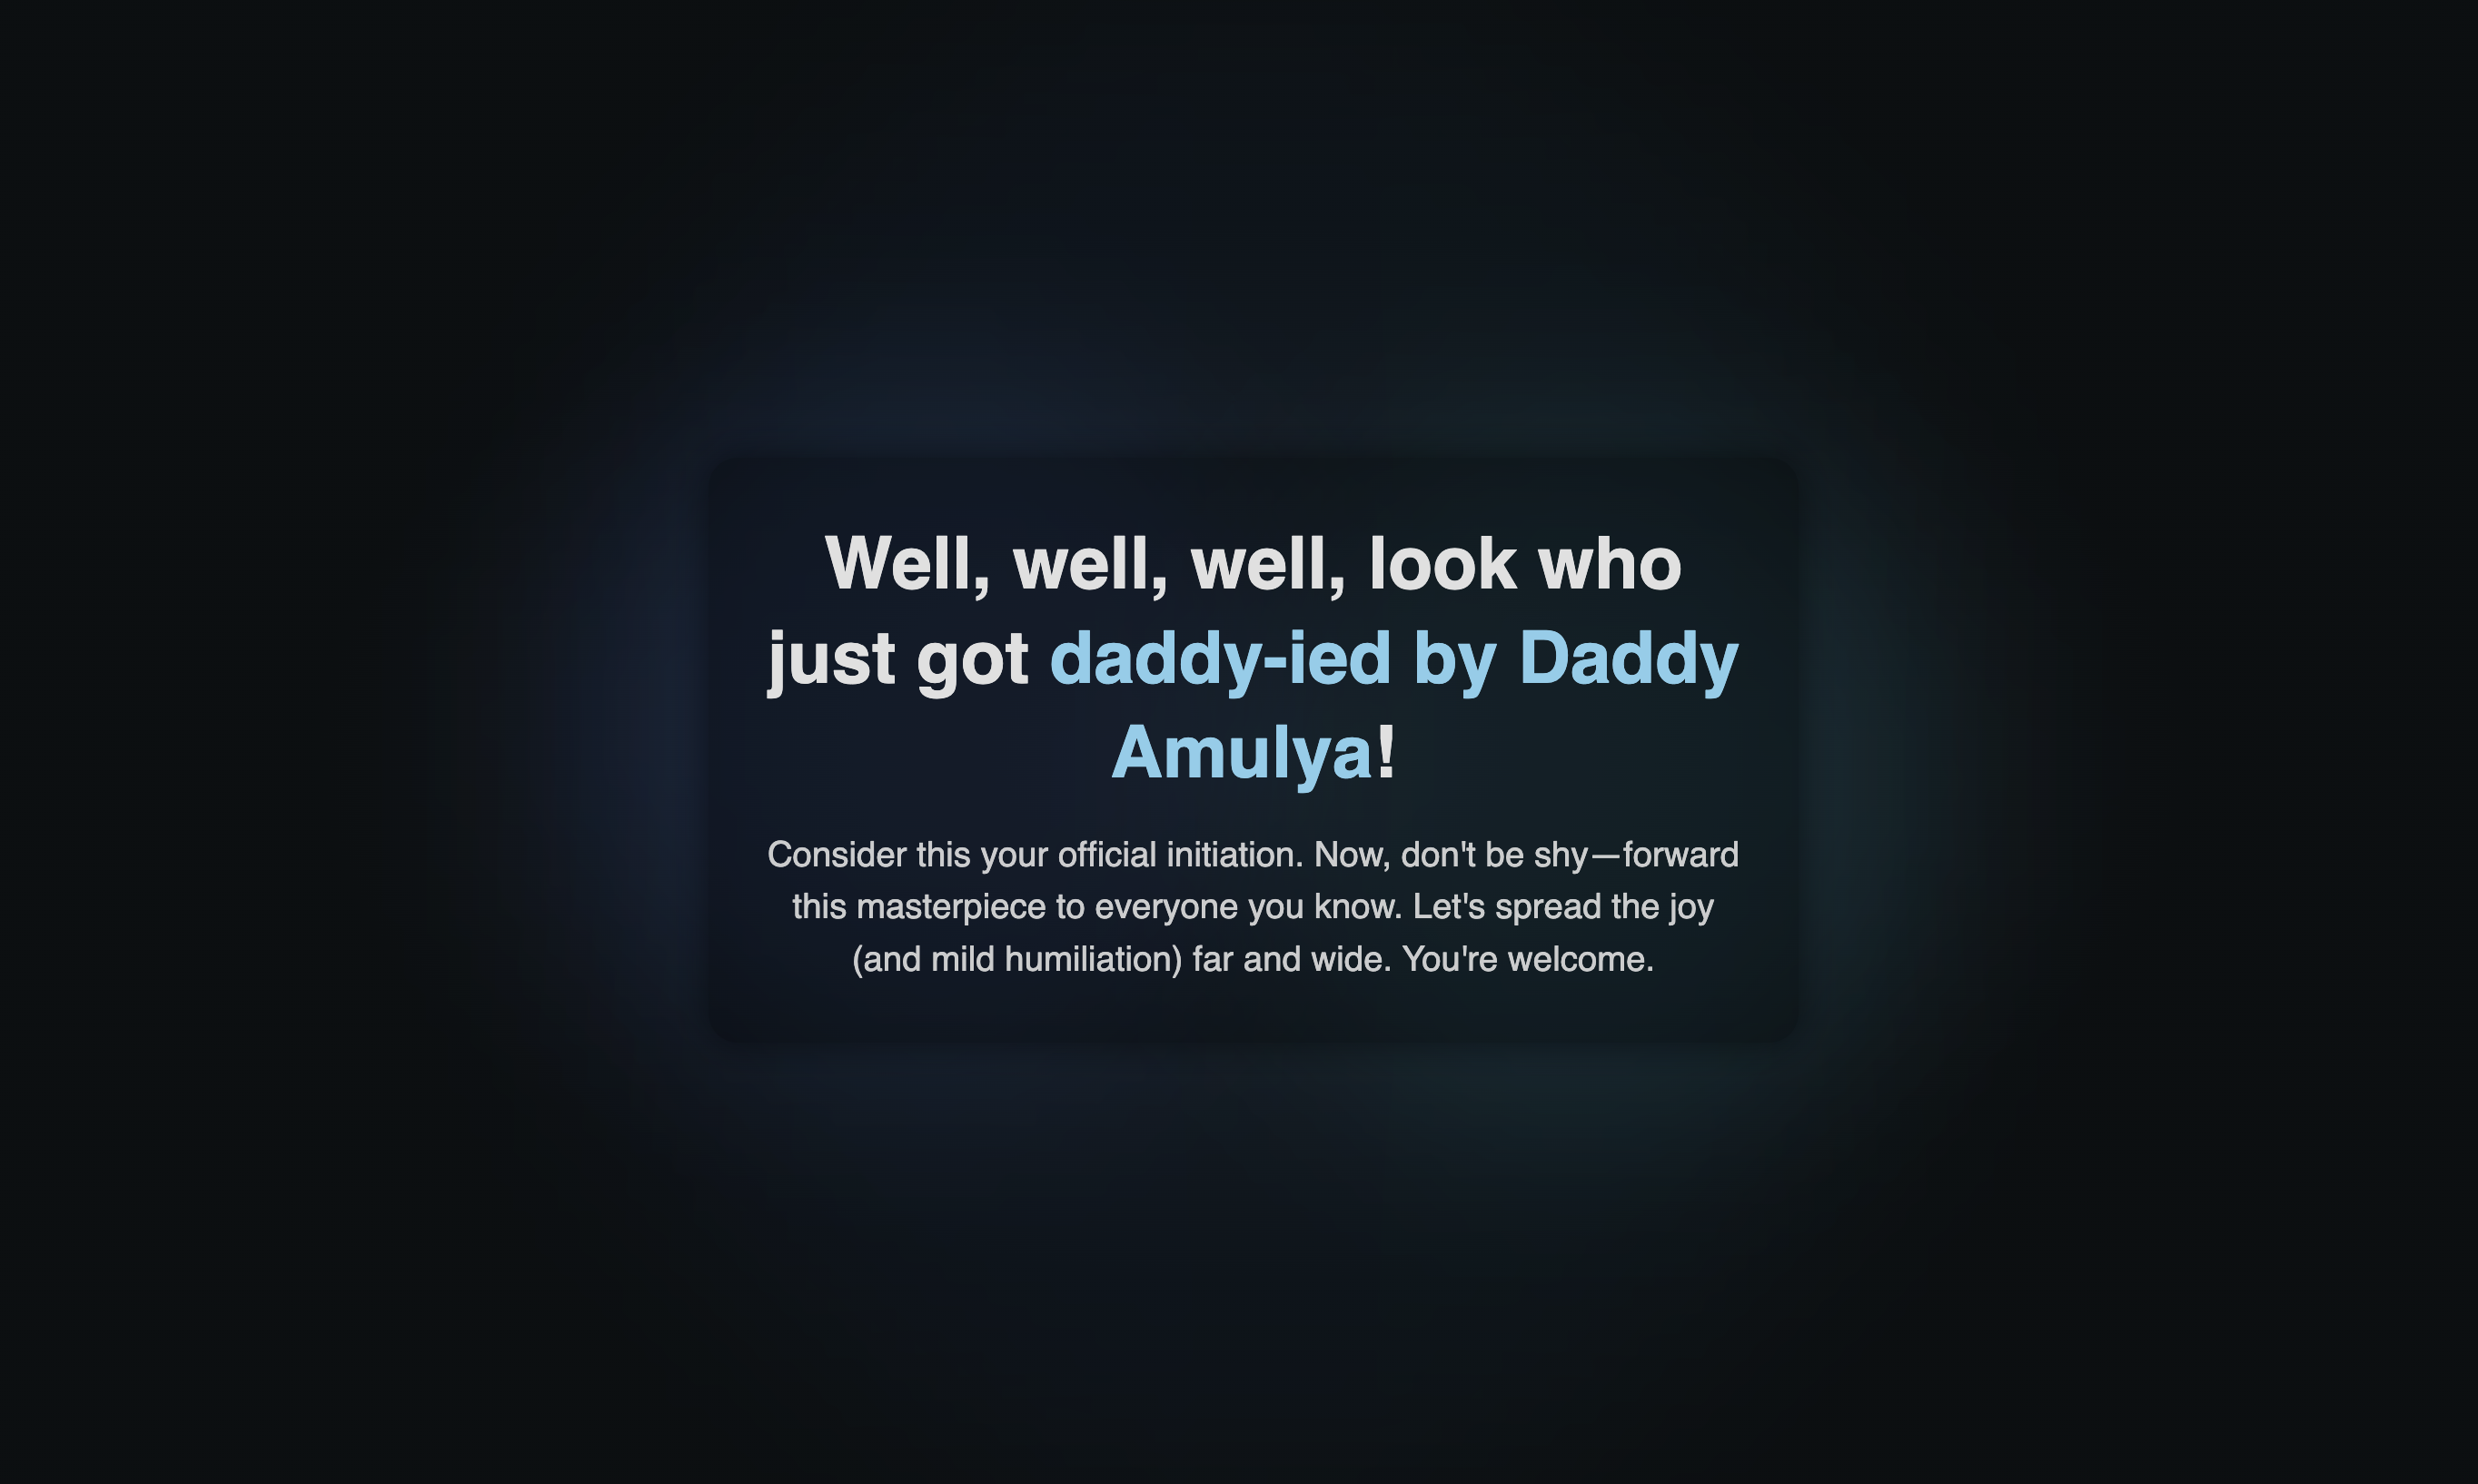 Well, well, well, look who
just got daddy-ied by Daddy
Amulya!
Consider this your official initiation. Now, don't be shy—forward
this masterpiece to everyone you know. Let's spread the joy
(and mild humiliation) far and wide. You're welcome.